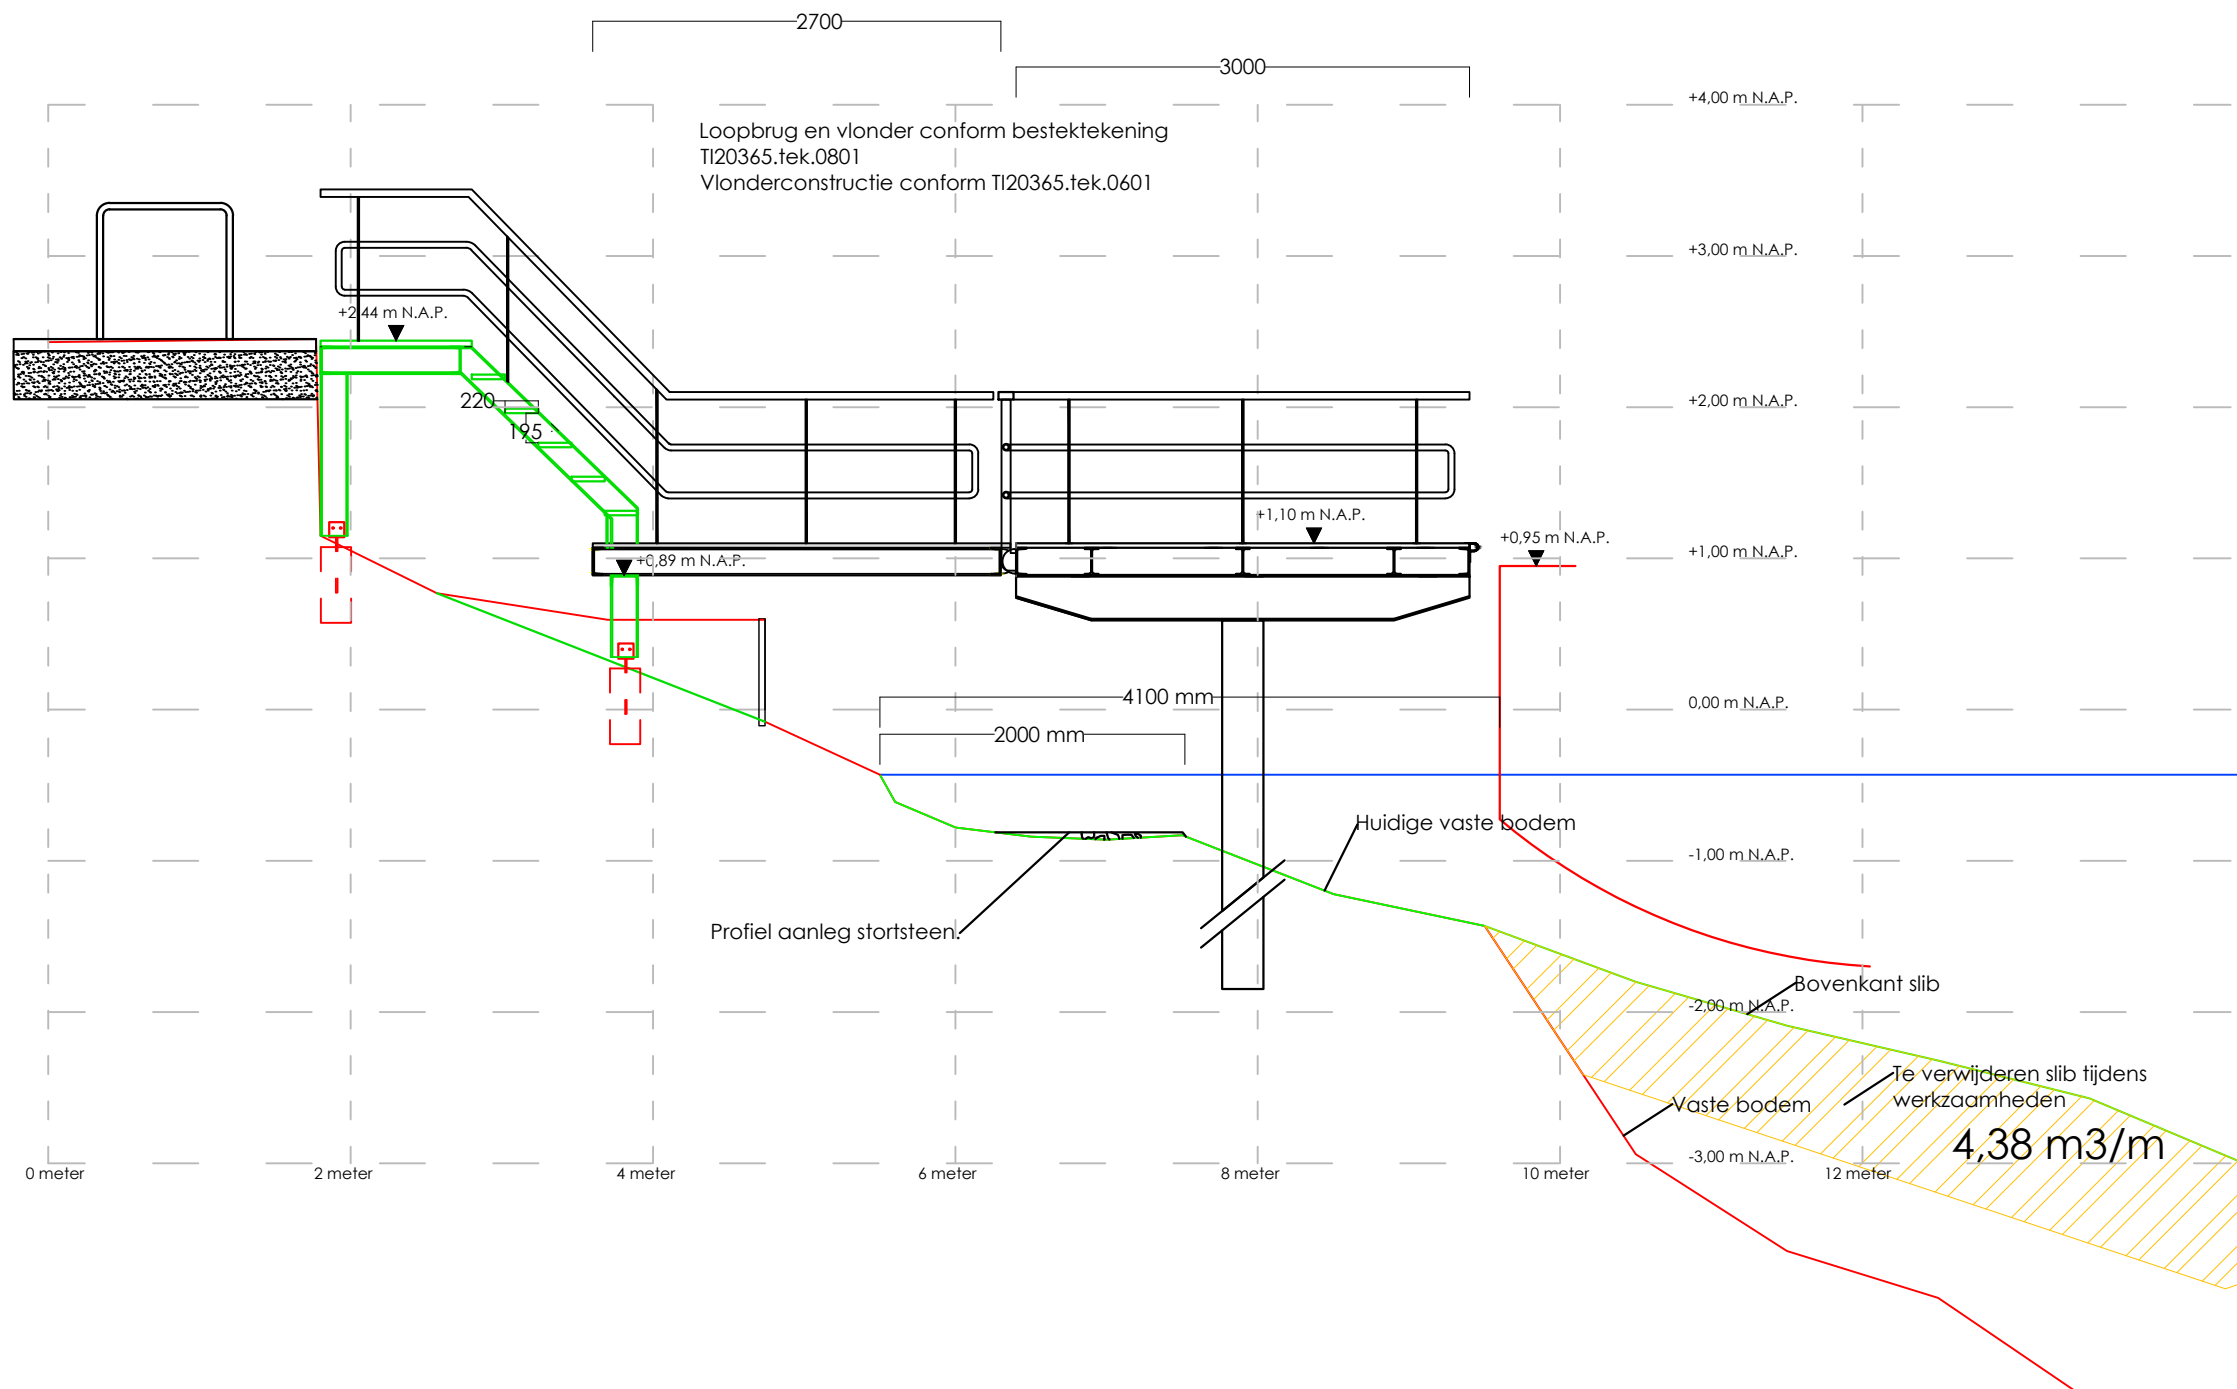 2700
3000
+4,00 m N.A.P.
Loopbrug en vlonder conform bestektekening
TI20365.tek.0801
Vlonderconstructie conform TI20365.tek.0601
+3,00 m N.A.P.
+2,44 m N.A.P.
220
195
+2,00 m N.A.P.
+1,10 m N.A.P.
+0,95 m N.A.P.
+1,00 m N.A.P.
+0,89 m N.A.P.
4100 mm
0,00 m N.A.P.
2000 mm
Huidige vaste bodem
-1,00 m N.A.P.
Profiel aanleg stortsteen.
Bovenkant slib
-2,00 m N.A.P.
Te verwijderen slib tijdens
werkzaamheden
Vaste bodem
4,38 m3/m
-3,00 m N.A.P.
0 meter
2 meter
4 meter
6 meter
8 meter
10 meter
12 meter